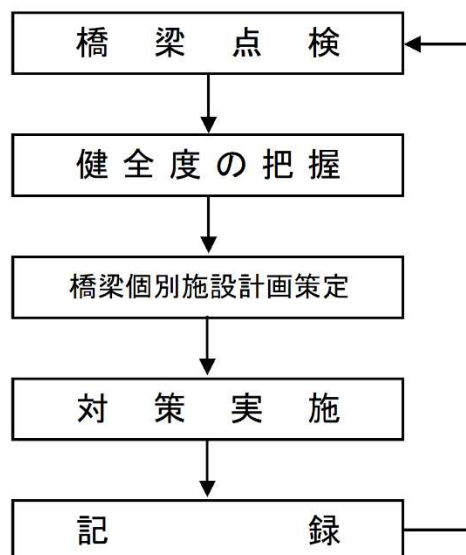 橋梁点検
健全度の把握
橋梁個別施設計画策定
対策実施
記録